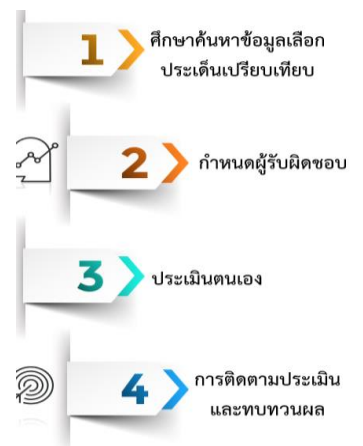 1
ศึกษาค้นหาข้อมูลเลือก
ประเด็นเปรียบเทียบ
2
กำหนดผู้รับผิดชอบ
3
ประเมินตนเอง
4
การติดตามประเมิน
และทบทวนผล